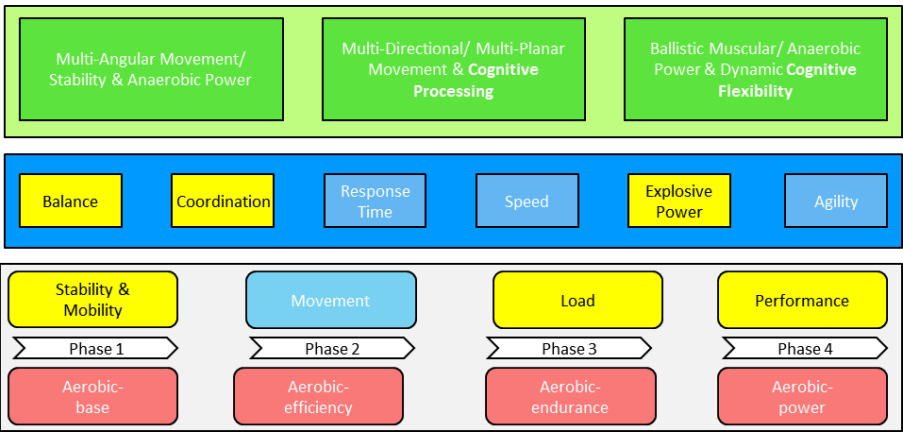 Multi-Angular Movement/
Stability & Anaerobic Power
Multi-Directional/ Multi-Planar
Movement & Cognitive
Processing
Ballistic Muscular/ Anaerobic
Power & Dynamic Cognitive
Flexibility
Balance
Coordination
Response
Time
Speed
Explosive
Power
Agility
Stability &
Mobility
Movement
Load
Performance
Phase 1
Phase 2
Phase 3
Phase 4
Aerobic-
base
Aerobic-
efficiency
Aerobic-
endurance
Aerobic-
power